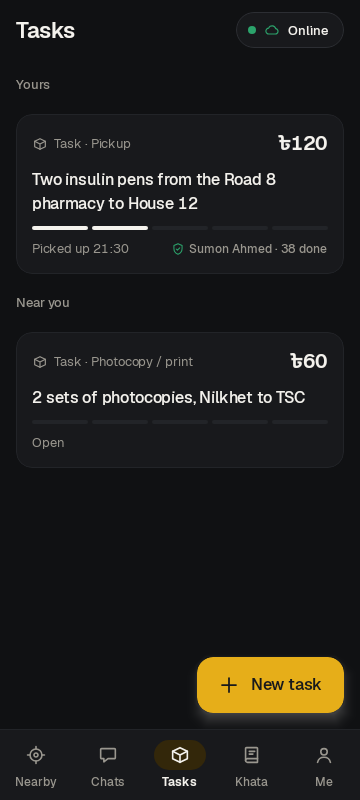 Tasks
Online
Yours
Task · Pickup
৳120
Two insulin pens from the Road 8
pharmacy to House 12
Picked up 21:30
Sumon Ahmed · 38 done
Near you
Task · Photocopy / print
৳60
2 sets of photocopies, Nilkhet to TSC
Open
New task
Nearby
Chats
Tasks
Khata
Me